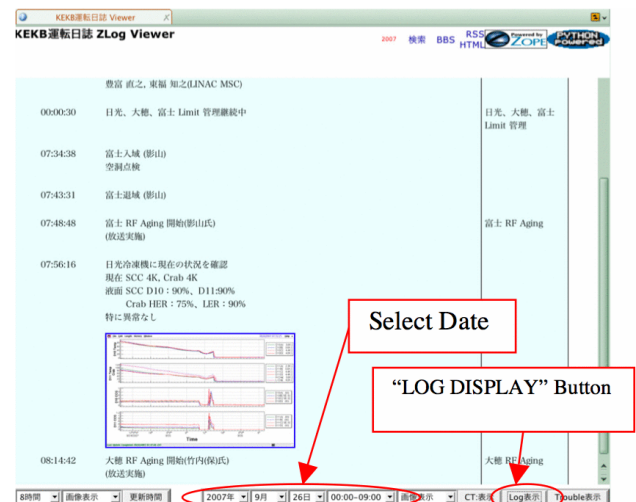 KEKB運転日誌 Viewer
KEKB運転日誌 ZLog Viewer
2007 検索 BBS RSS
HTML
Powered by
ZOPE
PYTHON
Powered
豊富 直之, 東福 知之(LINAC MSC)
00:00:30 日光、大穂、富士 Limit 管理継続中 日光、大穂、富士
Limit 管理
07:34:38 富士入域 (影山)
空洞点検
07:43:31 富士退域 (影山)
07:48:48 富士 RF Aging 開始(影山氏) 富士 RF Aging
(放送実施)
07:56:16 日光冷凍機に現在の状況を確認
現在 SCC 4K, Crab 4K
液面 SCC D10：90%、D11:90%
Crab HER：75%、LER：90%
特に異常なし
Select Date
“LOG DISPLAY” Button
Time
08:14:42 大穂 RF Aging 開始(竹内(保)氏) 大穂 RF Aging
(放送実施)
8時間 画像表示 更新時間 2007年 9月 26日 00:00~09:00 画像表示 CT:表示 Log表示 Trouble表示